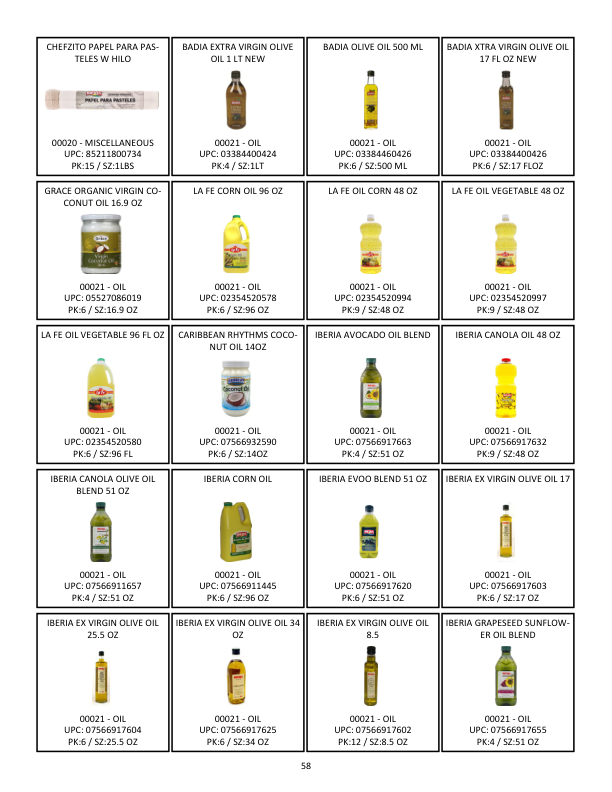 CHEFZITO PAPEL PARA PAS-
TELES W HILO
PAPEL PARA PASTELES
00020 - MISCELLANEOUS
UPC: 85211800734
PK:15 / SZ:1LBS
BADIA EXTRA VIRGIN OLIVE
OIL 1 LT NEW
00021 - OIL
UPC: 03384400424
PK:4 / SZ:1LT
BADIA OLIVE OIL 500 ML
00021 - OIL
UPC: 03384460426
PK:6 / SZ:500 ML
BADIA XTRA VIRGIN OLIVE OIL
17 FL OZ NEW
00021 - OIL
UPC: 03384400426
PK:6 / SZ:17 FLOZ
GRACE ORGANIC VIRGIN CO-
CONUT OIL 16.9 OZ
Virgin
Coconut Oil
00021 - OIL
UPC: 05527086019
PK:6 / SZ:16.9 OZ
LA FE CORN OIL 96 OZ
00021 - OIL
UPC: 02354520578
PK:6 / SZ:96 OZ
LA FE OIL CORN 48 OZ
00021 - OIL
UPC: 02354520994
PK:9 / SZ:48 OZ
LA FE OIL VEGETABLE 48 OZ
00021 - OIL
UPC: 02354520997
PK:9 / SZ:48 OZ
LA FE OIL VEGETABLE 96 FL OZ
00021 - OIL
UPC: 02354520580
PK:6 / SZ:96 FL
CARIBBEAN RHYTHMS COCO-
NUT OIL 14OZ
Coconut Oil
00021 - OIL
UPC: 07566932590
PK:6 / SZ:14OZ
IBERIA AVOCADO OIL BLEND
00021 - OIL
UPC: 07566917663
PK:4 / SZ:51 OZ
IBERIA CANOLA OIL 48 OZ
00021 - OIL
UPC: 07566917632
PK:9 / SZ:48 OZ
IBERIA CANOLA OLIVE OIL
BLEND 51 OZ
00021 - OIL
UPC: 07566911657
PK:4 / SZ:51 OZ
IBERIA CORN OIL
00021 - OIL
UPC: 07566911445
PK:6 / SZ:96 OZ
IBERIA EVOO BLEND 51 OZ
00021 - OIL
UPC: 07566917620
PK:6 / SZ:51 OZ
IBERIA EX VIRGIN OLIVE OIL 17
00021 - OIL
UPC: 07566917603
PK:6 / SZ:17 OZ
IBERIA EX VIRGIN OLIVE OIL
25.5 OZ
00021 - OIL
UPC: 07566917604
PK:6 / SZ:25.5 OZ
IBERIA EX VIRGIN OLIVE OIL 34
OZ
00021 - OIL
UPC: 07566917625
PK:6 / SZ:34 OZ
IBERIA EX VIRGIN OLIVE OIL
8.5
00021 - OIL
UPC: 07566917602
PK:12 / SZ:8.5 OZ
IBERIA GRAPESEED SUNFLOW-
ER OIL BLEND
00021 - OIL
UPC: 07566917655
PK:4 / SZ:51 OZ
58